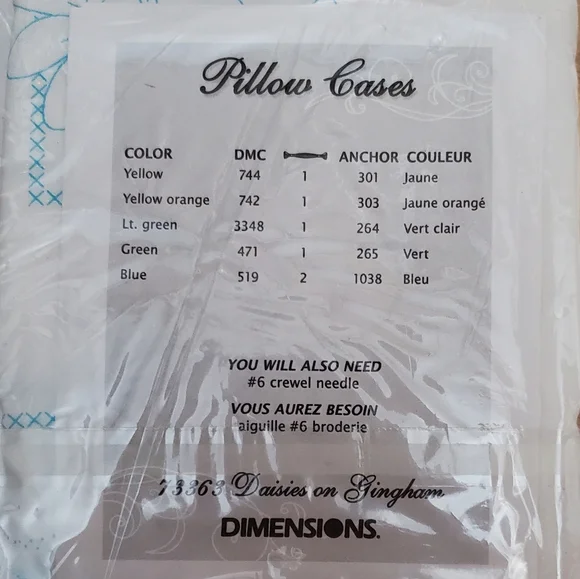 Pillow Cases
COLOR DMC ANCHOR COULEUR
Yellow 744 1 301 Jaune
Yellow orange 742 1 303 Jaune orangé
Lt. green 3348 1 264 Vert clair
Green 471 1 265 Vert
Blue 519 2 1038 Bleu
YOU WILL ALSO NEED
#6 crewel needle
VOUS AUREZ BESOIN
aiguille #6 broderie
73363 Daisies on Gingham
DIMENSIONS.